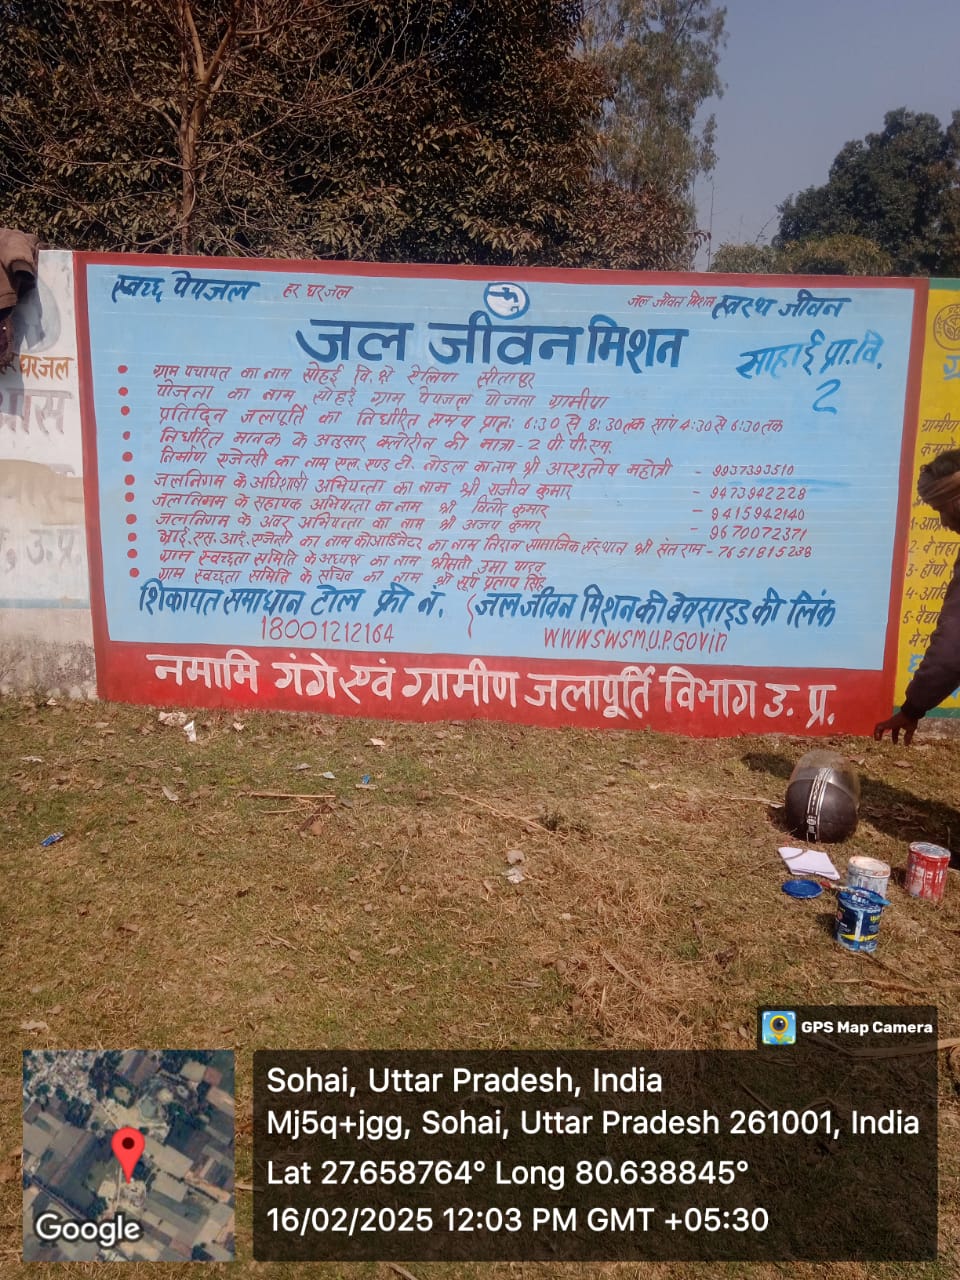 स्वच्छ पेयजल हर घर जल जल जीवन मिशन स्वस्थ जीवन
जल जीवन मिशन
साहाई प्रा.वि.
2
ग्राम पंचायत का नाम सोहई वि.क्षे ऐलिया सीतापुर
योजना का नाम सोहई ग्राम पेयजल योजना ग्रामीण
प्रतिदिन जलपूर्ति का निर्धारित समय प्रातः 6:30 से 8:30 तक सांय 4:30 से 6:30 तक
निर्धारित मानक के अनुसार क्लोरीन की मात्रा - 2 पी.पी.एम.
निर्माण एजेन्सी का नाम एल. एण्ड टी. नोडल का नाम श्री आशुतोष महोत्री - 9937393510
जलनिगम के अधिशाषी अभियन्ता का नाम श्री राजीव कुमार - 9473942228
जलनिगम के सहायक अभियन्ता का नाम श्री विनोद कुमार - 9415942140
जलनिगम के अवर अभियन्ता का नाम श्री अजय कुमार - 9670072371
आई.एस.आई. एजेन्सी का नाम कोआर्डिनेटर का नाम निशान सामाजिक संस्थान श्री संतराम - 7651815238
ग्राम स्वच्छता समिति के अध्यक्ष का नाम श्रीमती उमा यादव
ग्राम स्वच्छता समिति के सचिव का नाम श्री सूर्य प्रताप सिंह
शिकायत समाधान टोल फ्री नं. जल जीवन मिशन की वेवसाइड की लिंक
18001212164 WWW.SWSM.U.P.GOV.in
नमामि गंगे एवं ग्रामीण जलापूर्ति विभाग उ. प्र.
घर जल
उ.प्र.
ग्रामीण
GPS Map Camera
Sohai, Uttar Pradesh, India
Mj5q+jgg, Sohai, Uttar Pradesh 261001, India
Lat 27.658764° Long 80.638845°
16/02/2025 12:03 PM GMT +05:30
Google